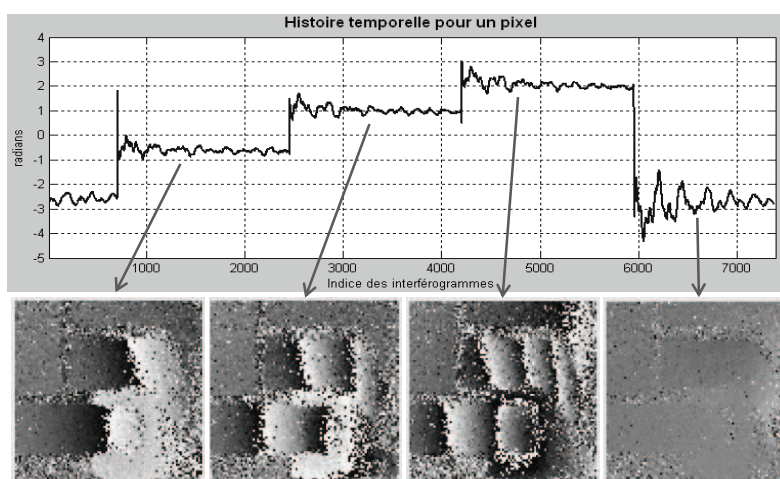 Histoire temporelle pour un pixel
4
3
2
1
0
-1
-2
-3
-4
-5
radians
1000 2000 3000 4000 5000 6000 7000
Indice des interférogrammes